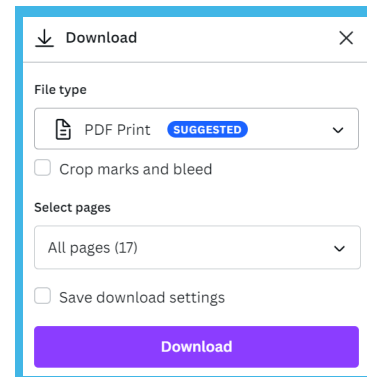 Download
File type
PDF Print SUGGESTED
Crop marks and bleed
Select pages
All pages (17)
Save download settings
Download